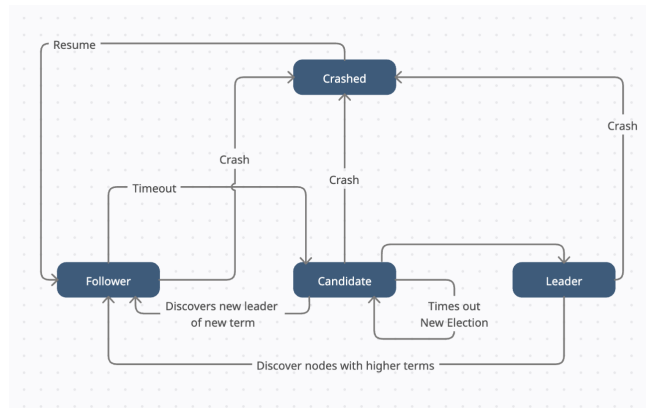 Resume
Crashed
Crash
Crash
Crash
Timeout
Follower
Candidate
Leader
Discovers new leader
of new term
Times out
New Election
Discover nodes with higher terms